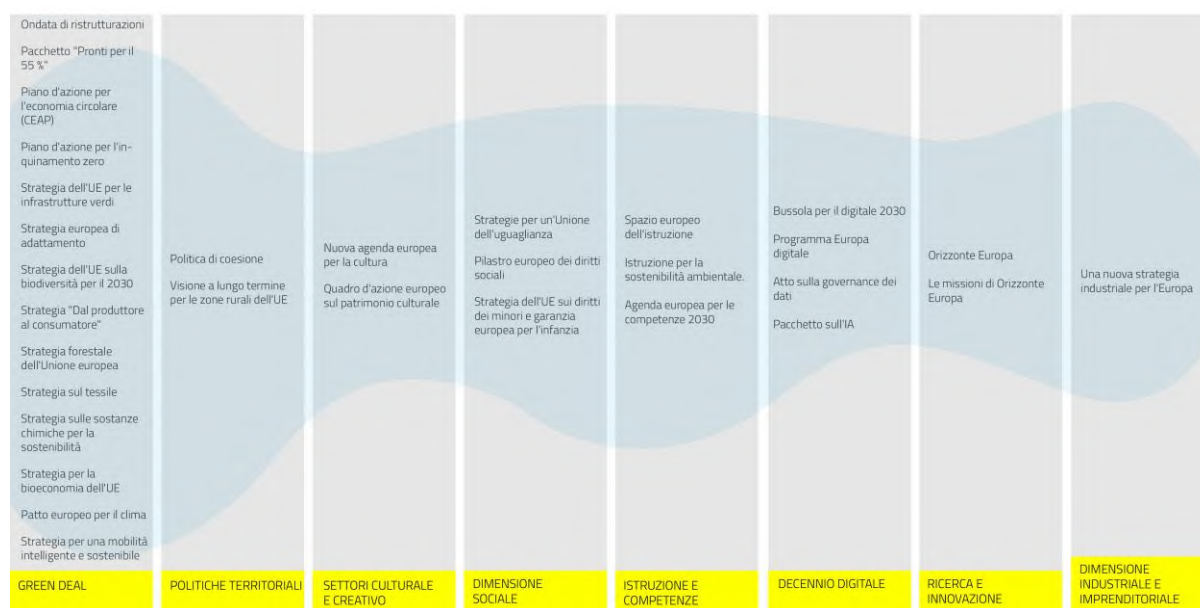 Ondata di ristrutturazioni
Pacchetto "Pronti per il
55 %"
Piano d'azione per
l'economia circolare
(CEAP)
Piano d'azione per l'in-
quinamento zero
Strategia dell'UE per le
infrastrutture verdi
Strategia europea di
adattamento
Strategia dell'UE sulla
biodiversità per il 2030
Strategia "Dal produttore
al consumatore"
Strategia forestale
dell'Unione europea
Strategia sul tessile
Strategia sulle sostanze
chimiche per la
sostenibilità
Strategia per la
bioeconomia dell'UE
Patto europeo per il clima
Strategia per una mobilità
intelligente e sostenibile
GREEN DEAL
Politica di coesione
Visione a lungo termine
per le zone rurali dell'UE
POLITICHE TERRITORIALI
Nuova agenda europea
per la cultura
Quadro d'azione europeo
sul patrimonio culturale
SETTORI CULTURALE
E CREATIVO
Strategie per un'Unione
dell'uguaglianza
Pilastro europeo dei diritti
sociali
Strategia dell'UE sui diritti
dei minori e garanzia
europea per l'infanzia
DIMENSIONE
SOCIALE
Spazio europeo
dell'istruzione
Istruzione per la
sostenibilità ambientale.
Agenda europea per le
competenze 2030
ISTRUZIONE E
COMPETENZE
Bussola per il digitale 2030
Programma Europa
digitale
Atto sulla governance dei
dati
Pacchetto sull'IA
DECENNIO DIGITALE
Orizzonte Europa
Le missioni di Orizzonte
Europa
RICERCA E
INNOVAZIONE
Una nuova strategia
industriale per l'Europa
DIMENSIONE
INDUSTRIALE E
IMPRENDITORIALE